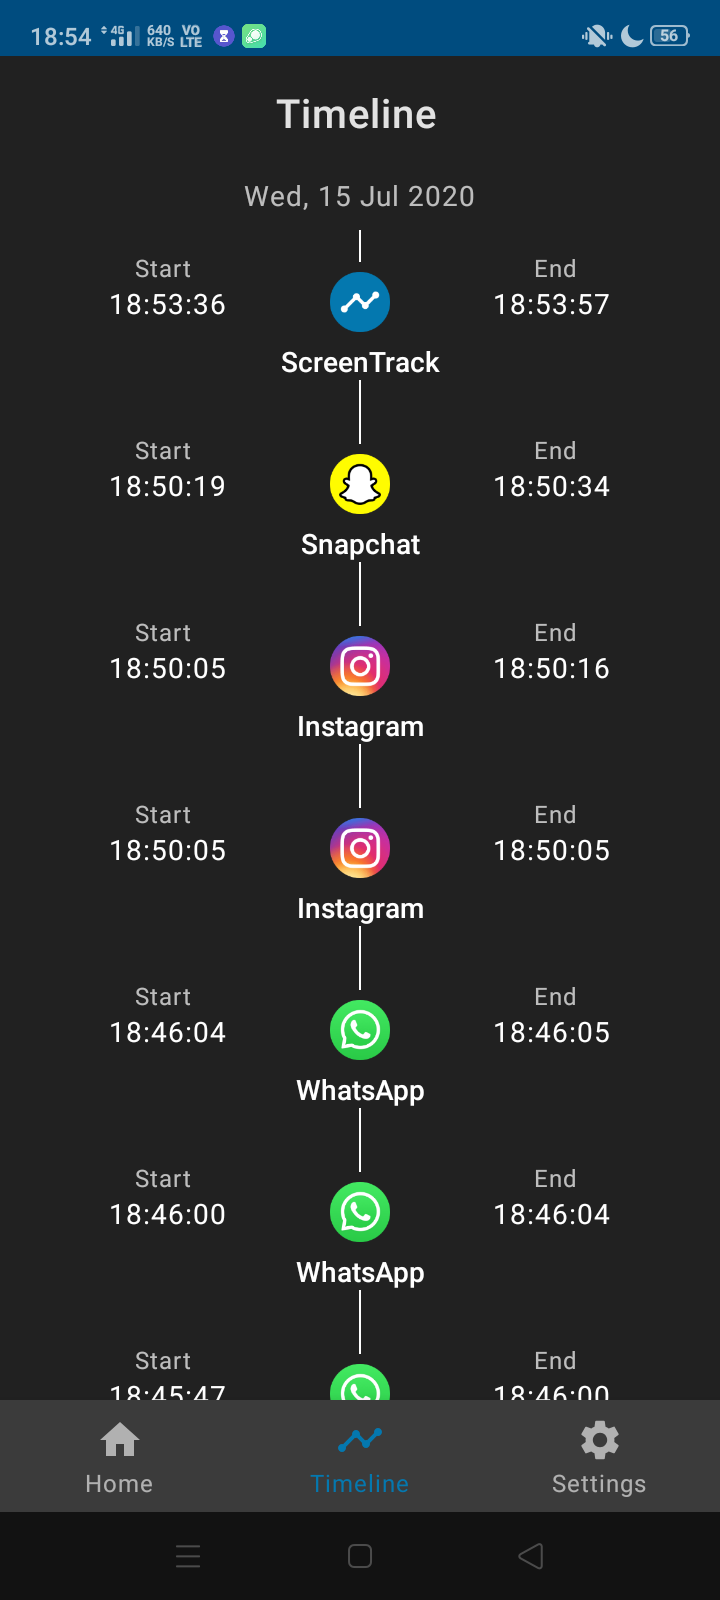 18:54 4G 640 KB/S VO LTE 56
Timeline
Wed, 15 Jul 2020
Start End
18:53:36 18:53:57
ScreenTrack
Start End
18:50:19 18:50:34
Snapchat
Start End
18:50:05 18:50:16
Instagram
Start End
18:50:05 18:50:05
Instagram
Start End
18:46:04 18:46:05
WhatsApp
Start End
18:46:00 18:46:04
WhatsApp
Start End
18:45:47 18:46:00
Home Timeline Settings